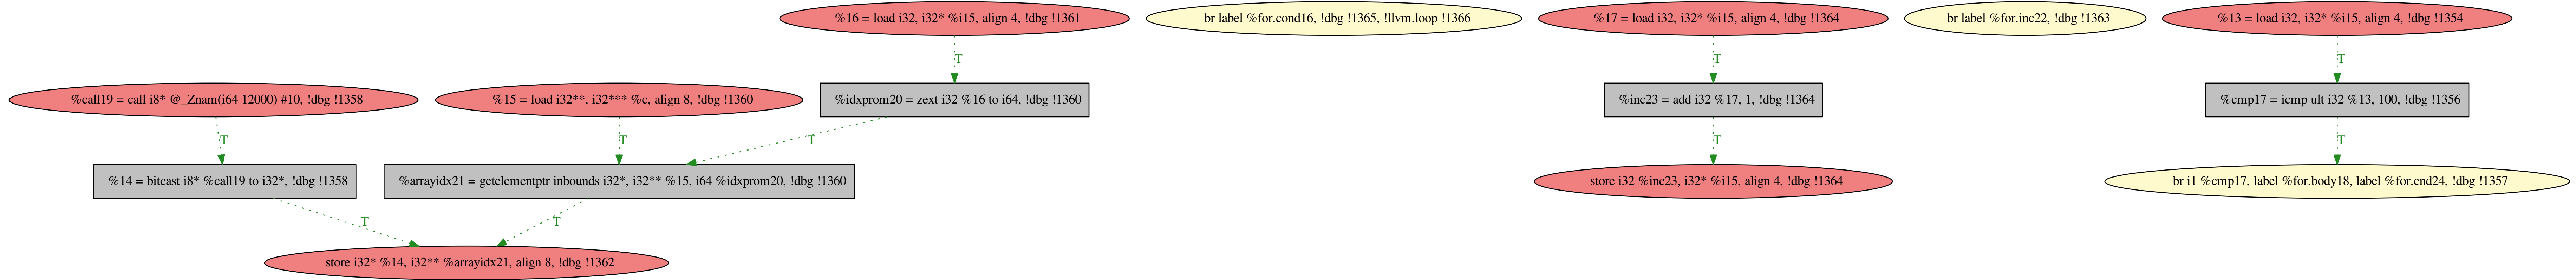 %16 = load i32, i32* %i15, align 4, !dbg !1361
br label %for.cond16, !dbg !1365, !llvm.loop !1366
%17 = load i32, i32* %i15, align 4, !dbg !1364
br label %for.inc22, !dbg !1363
%13 = load i32, i32* %i15, align 4, !dbg !1354
T
T
T
%call19 = call i8* @_Znam(i64 12000) #10, !dbg !1358
%15 = load i32**, i32*** %c, align 8, !dbg !1360
%idxprom20 = zext i32 %16 to i64, !dbg !1360
%inc23 = add i32 %17, 1, !dbg !1364
%cmp17 = icmp ult i32 %13, 100, !dbg !1356
T
T
T
T
T
%14 = bitcast i8* %call19 to i32*, !dbg !1358
%arrayidx21 = getelementptr inbounds i32*, i32** %15, i64 %idxprom20, !dbg !1360
store i32 %inc23, i32* %i15, align 4, !dbg !1364
br i1 %cmp17, label %for.body18, label %for.end24, !dbg !1357
T
T
store i32* %14, i32** %arrayidx21, align 8, !dbg !1362